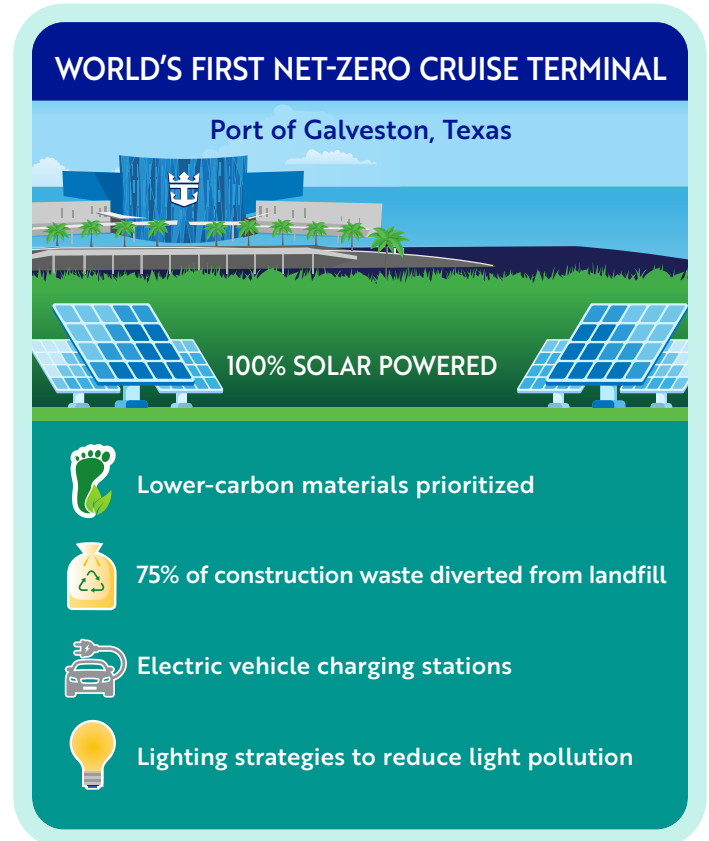 WORLD'S FIRST NET-ZERO CRUISE TERMINAL
Port of Galveston, Texas
100% SOLAR POWERED
Lower-carbon materials prioritized
75% of construction waste diverted from landfill
Electric vehicle charging stations
Lighting strategies to reduce light pollution